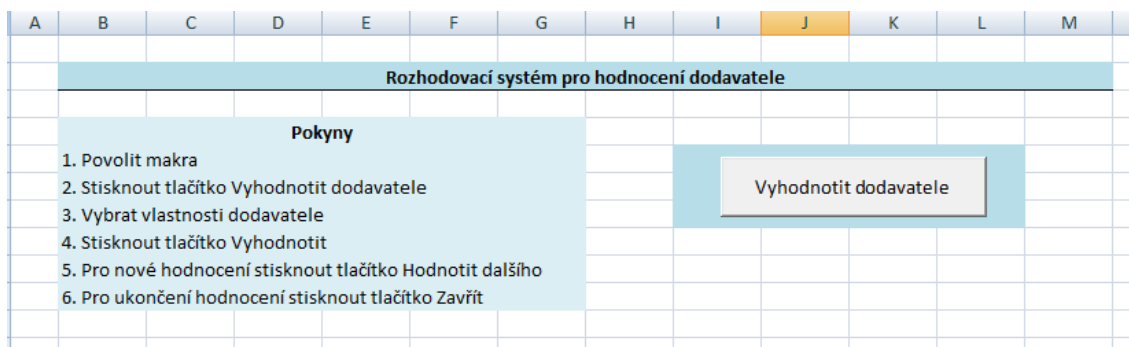 A B C D E F G H I J K L M
Rozhodovací systém pro hodnocení dodavatele
Pokyny
1. Povolit makra
2. Stisknout tlačítko Vyhodnotit dodavatele
3. Vybrat vlastnosti dodavatele
4. Stisknout tlačítko Vyhodnotit
5. Pro nové hodnocení stisknout tlačítko Hodnotit dalšího
6. Pro ukončení hodnocení stisknout tlačítko Zavřít
Vyhodnotit dodavatele